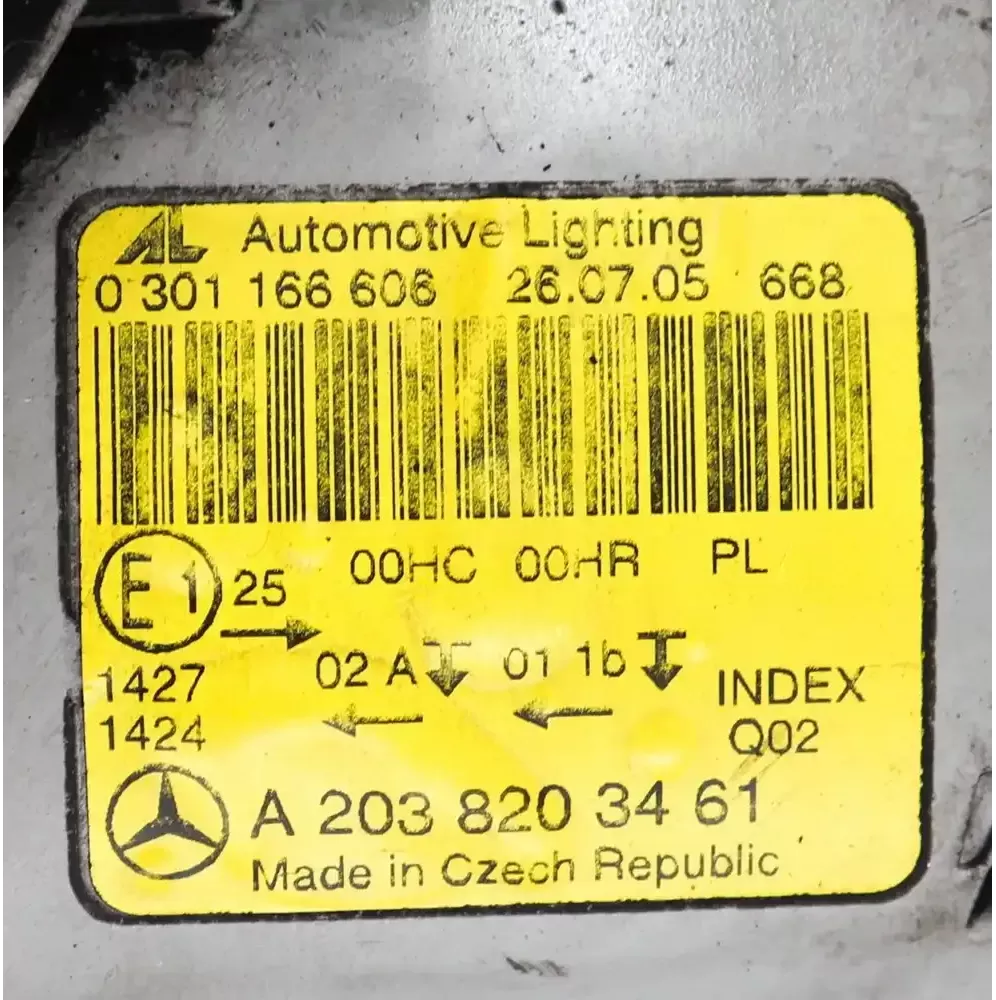 AL Automotive Lighting
0 301 166 606 26.07.05 668
E1 25 00HC 00HR PL
1427 02 A 01 1b INDEX
1424 Q02
A 203 820 34 61
Made in Czech Republic